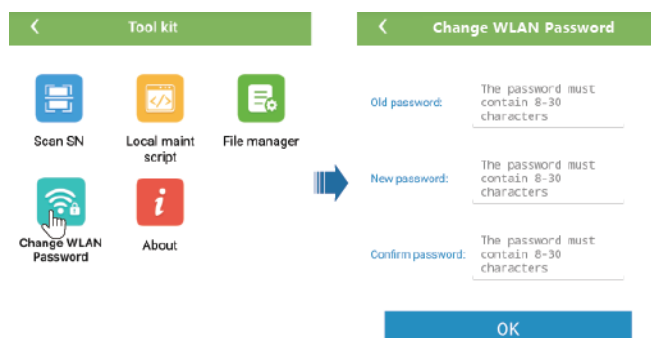 Tool kit
Scan SN
Local maint
script
File manager
Change WLAN
Password
About
Change WLAN Password
Old password:
The password must
contain 8-30
characters
New password:
The password must
contain 8-30
characters
Confirm password:
The password must
contain 8-30
characters
OK